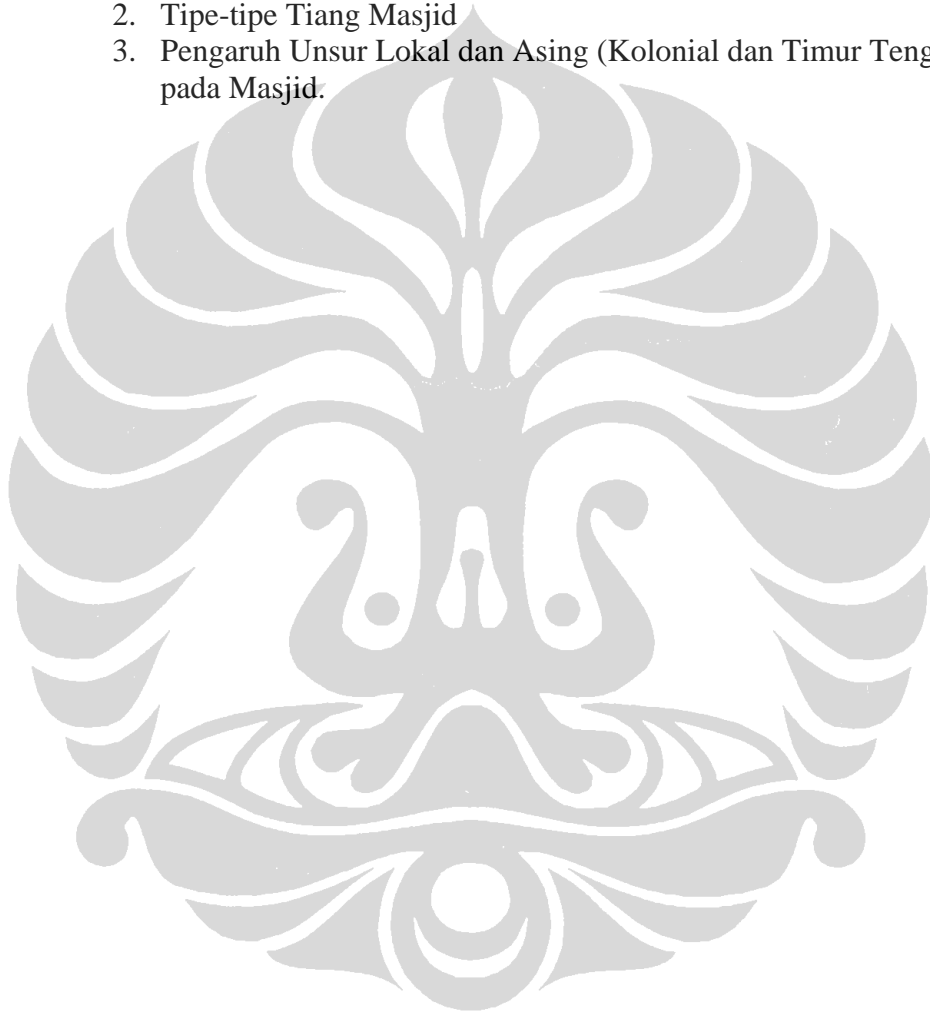 2. Tipe-tipe Tiang Masjid
3. Pengaruh Unsur Lokal dan Asing (Kolonial dan Timur Teng
pada Masjid.